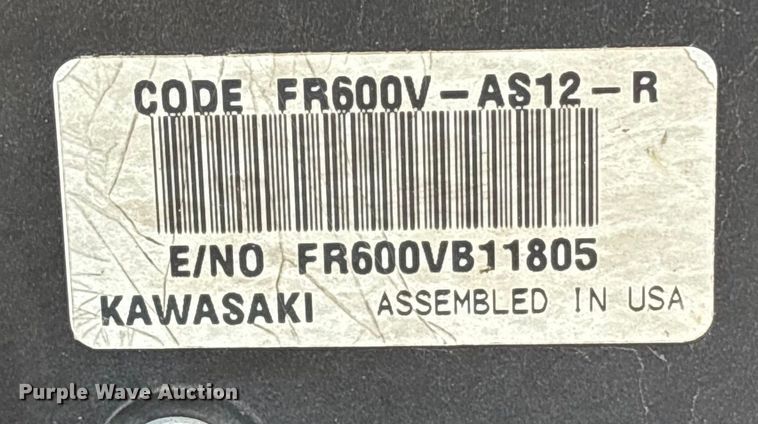 CODE FR600V-AS12-R
E/NO FR600VB11805
KAWASAKI ASSEMBLED IN USA
Purple Wave Auction